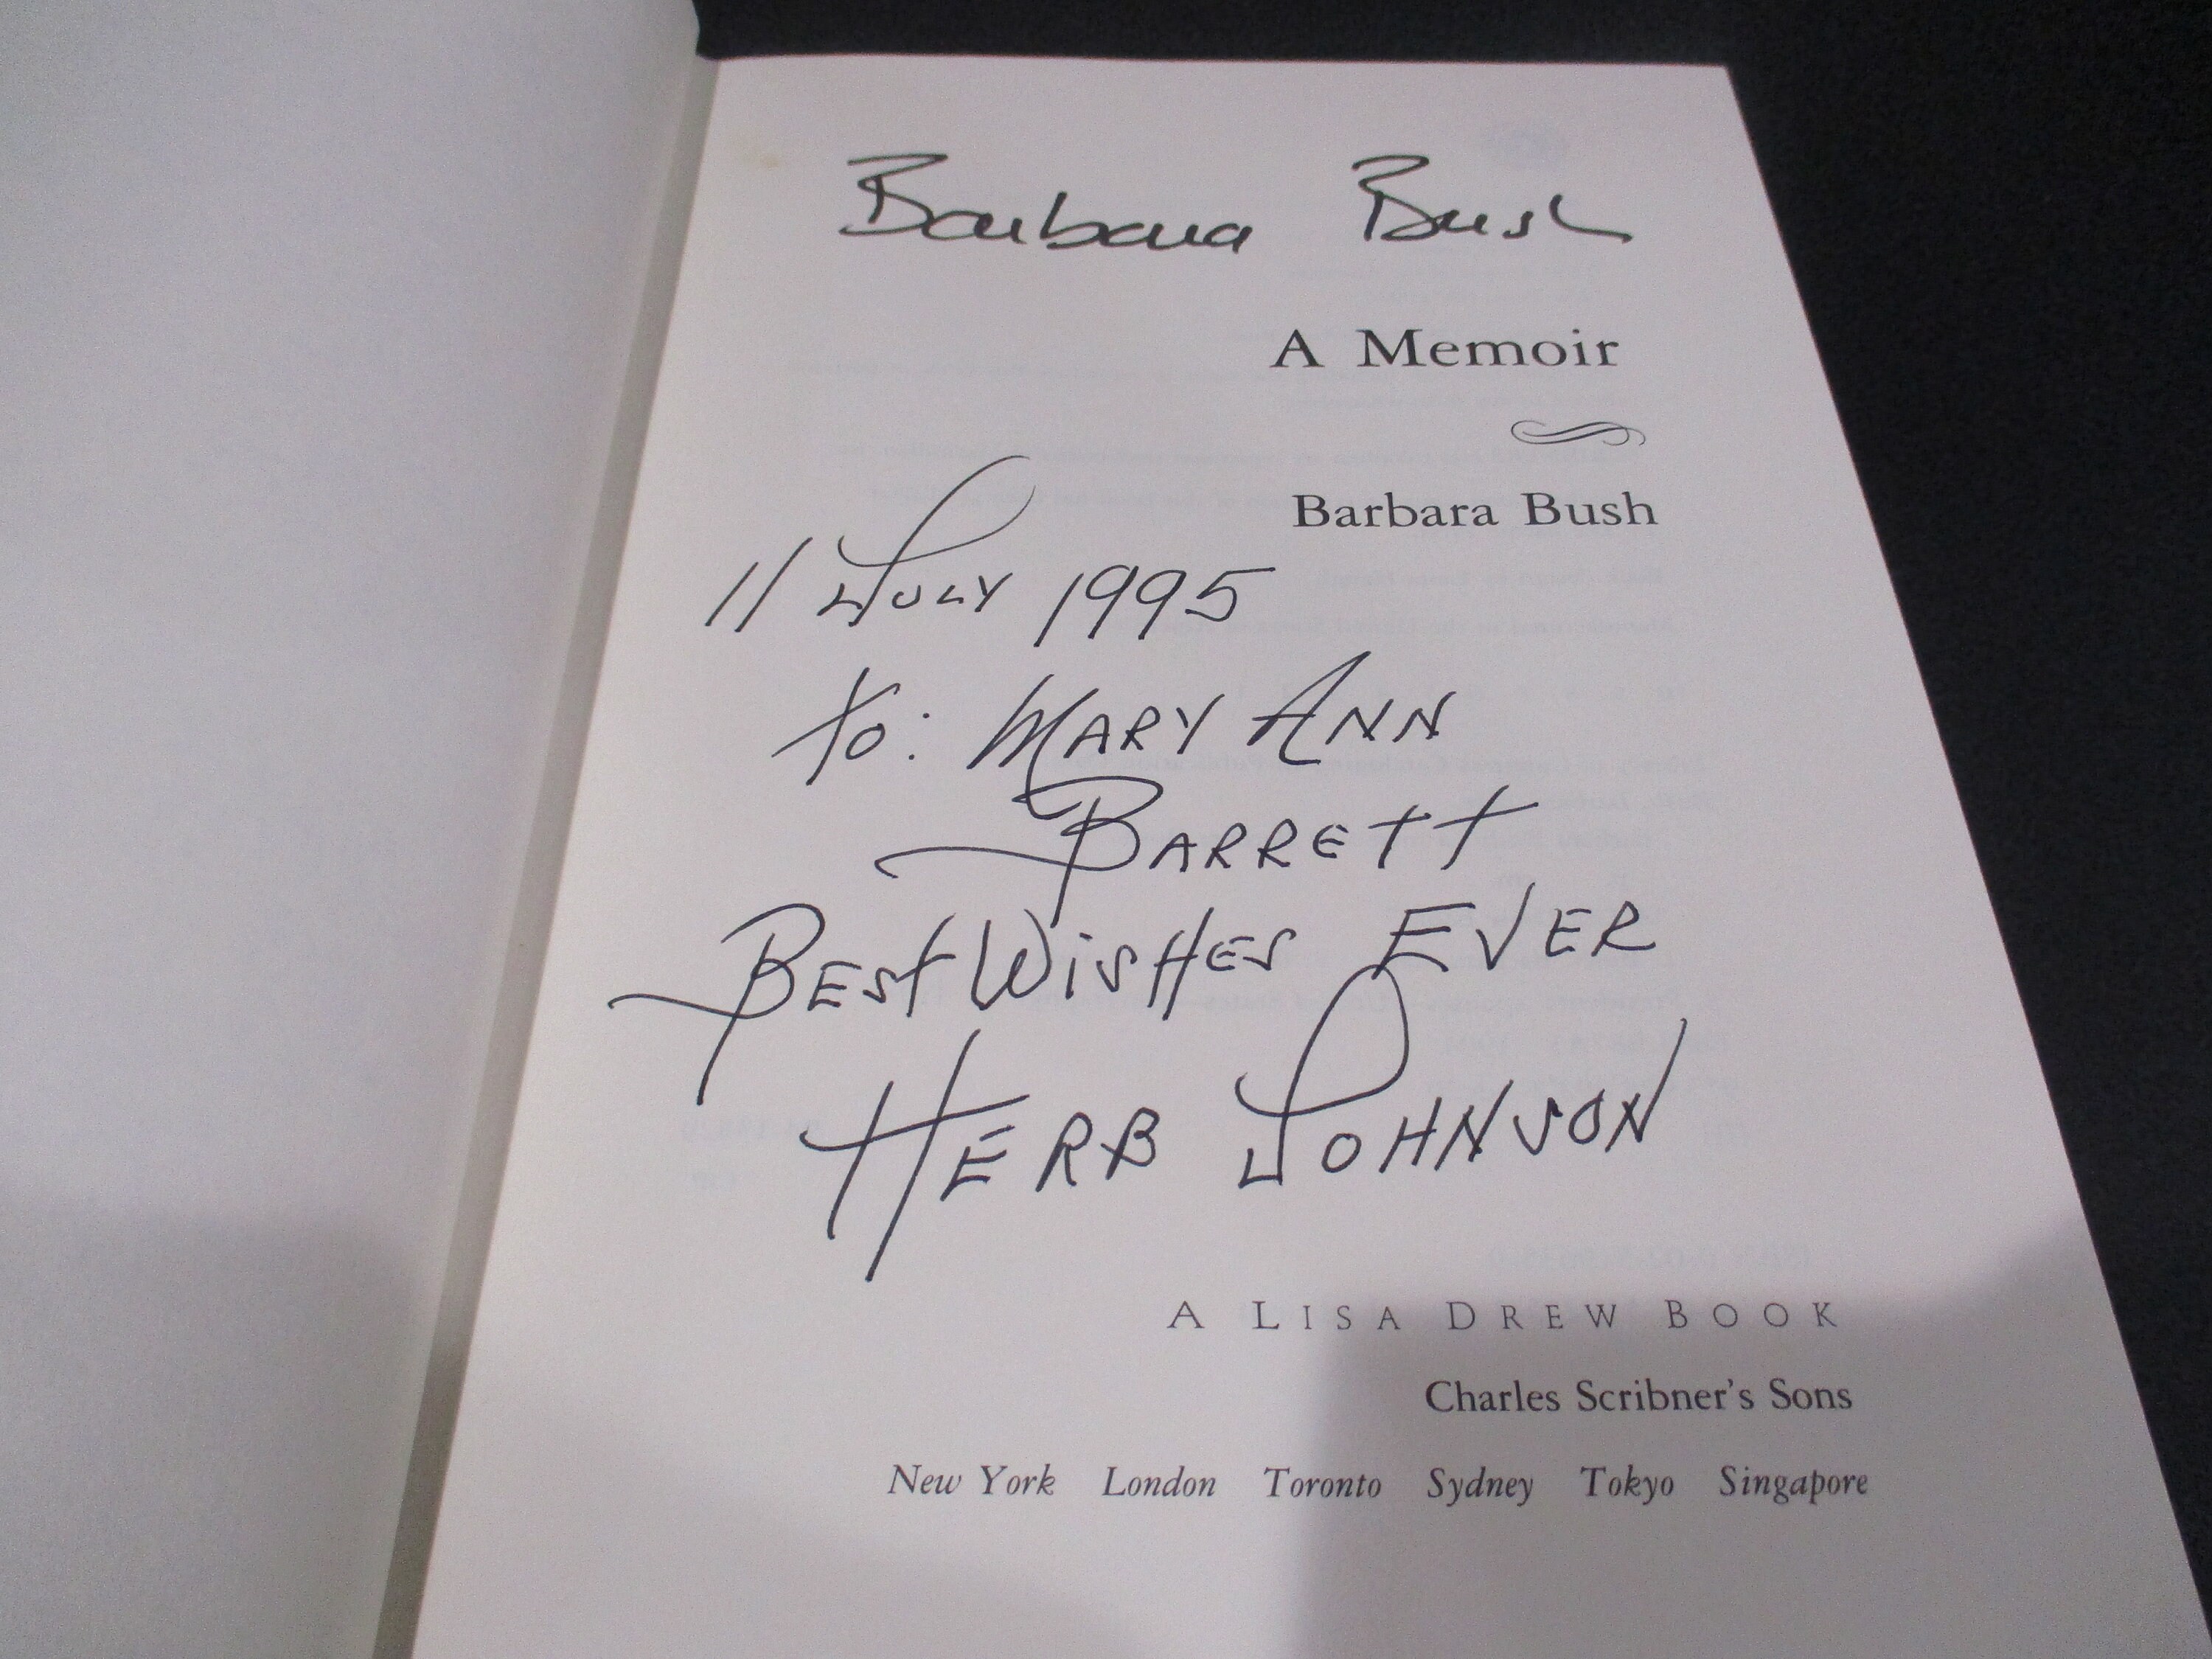 Barbara Bush
A Memoir
Barbara Bush
11 JULY 1995
To: MARY ANN
BARRETT
BEST WISHES EVER
HERB JOHNSON
A LISA DREW BOOK
Charles Scribner's Sons
New York London Toronto Sydney Tokyo Singapore